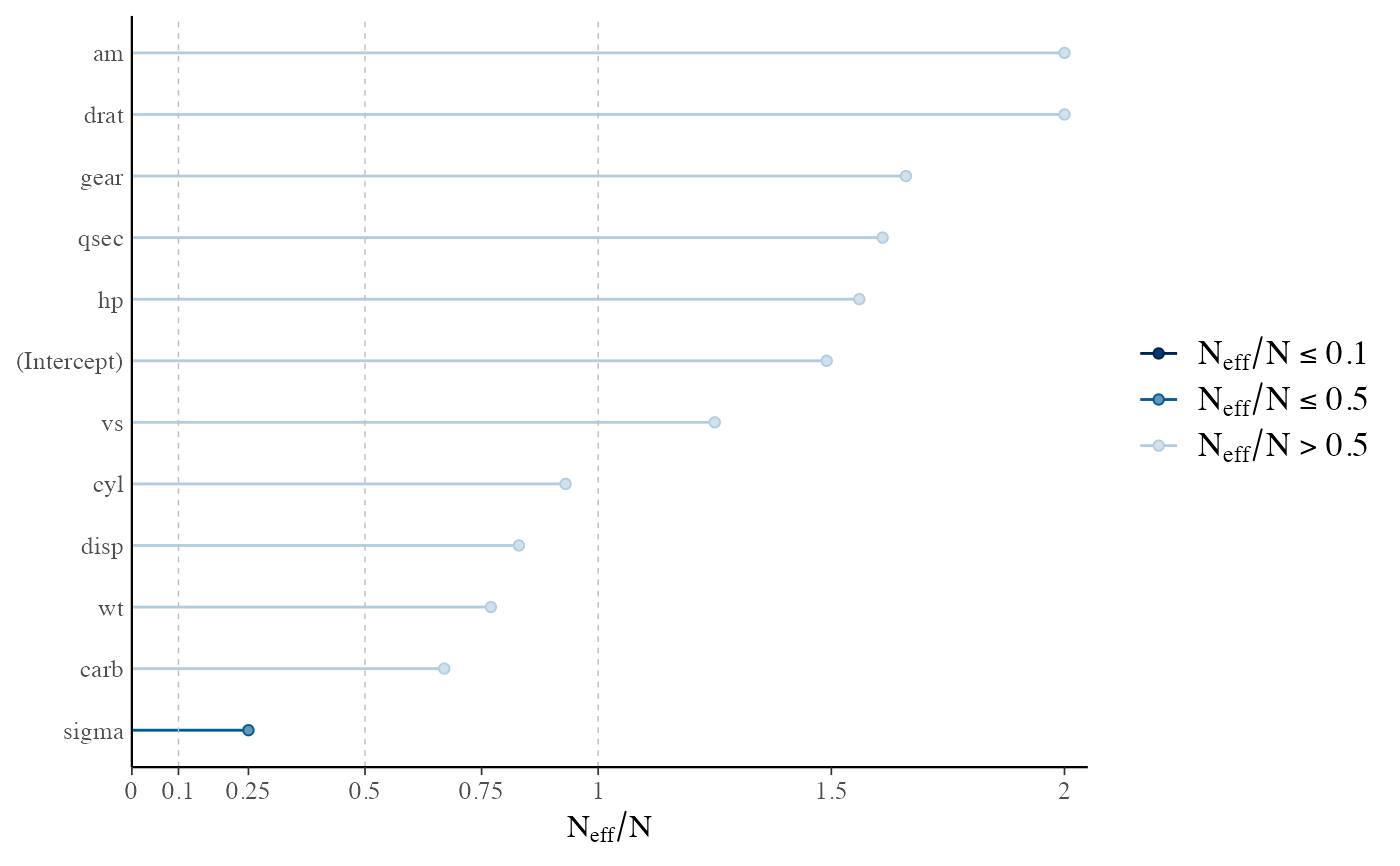 am
drat
gear
qsec
hp
(Intercept)
vs
cyl
disp
wt
carb
sigma
0 0.1 0.25 0.5 0.75 1 1.5 2
Neff/N
Neff/N ≤ 0.1
Neff/N ≤ 0.5
Neff/N > 0.5